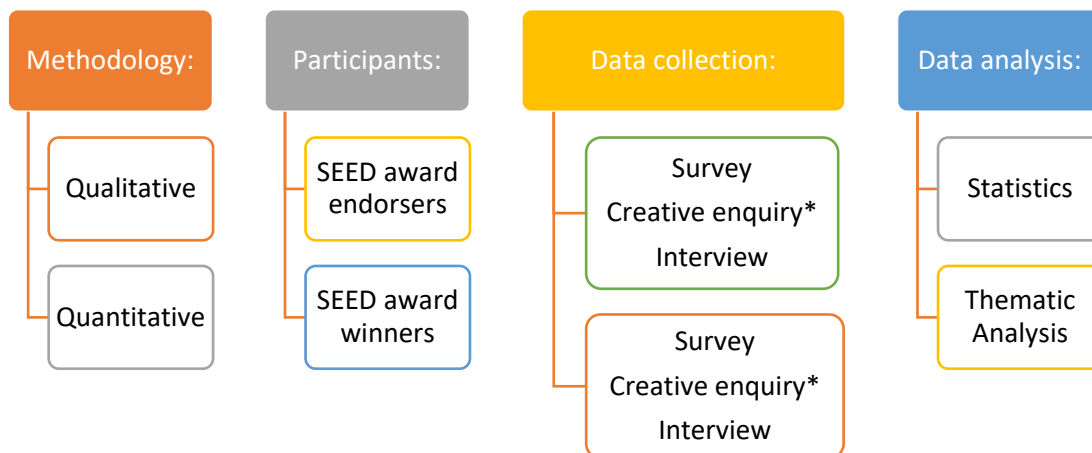 Methodology:
Qualitative
Quantitative
Participants:
SEED award
endorsers
SEED award
winners
Data collection:
Survey
Creative enquiry*
Interview
Survey
Creative enquiry*
Interview
Data analysis:
Statistics
Thematic
Analysis